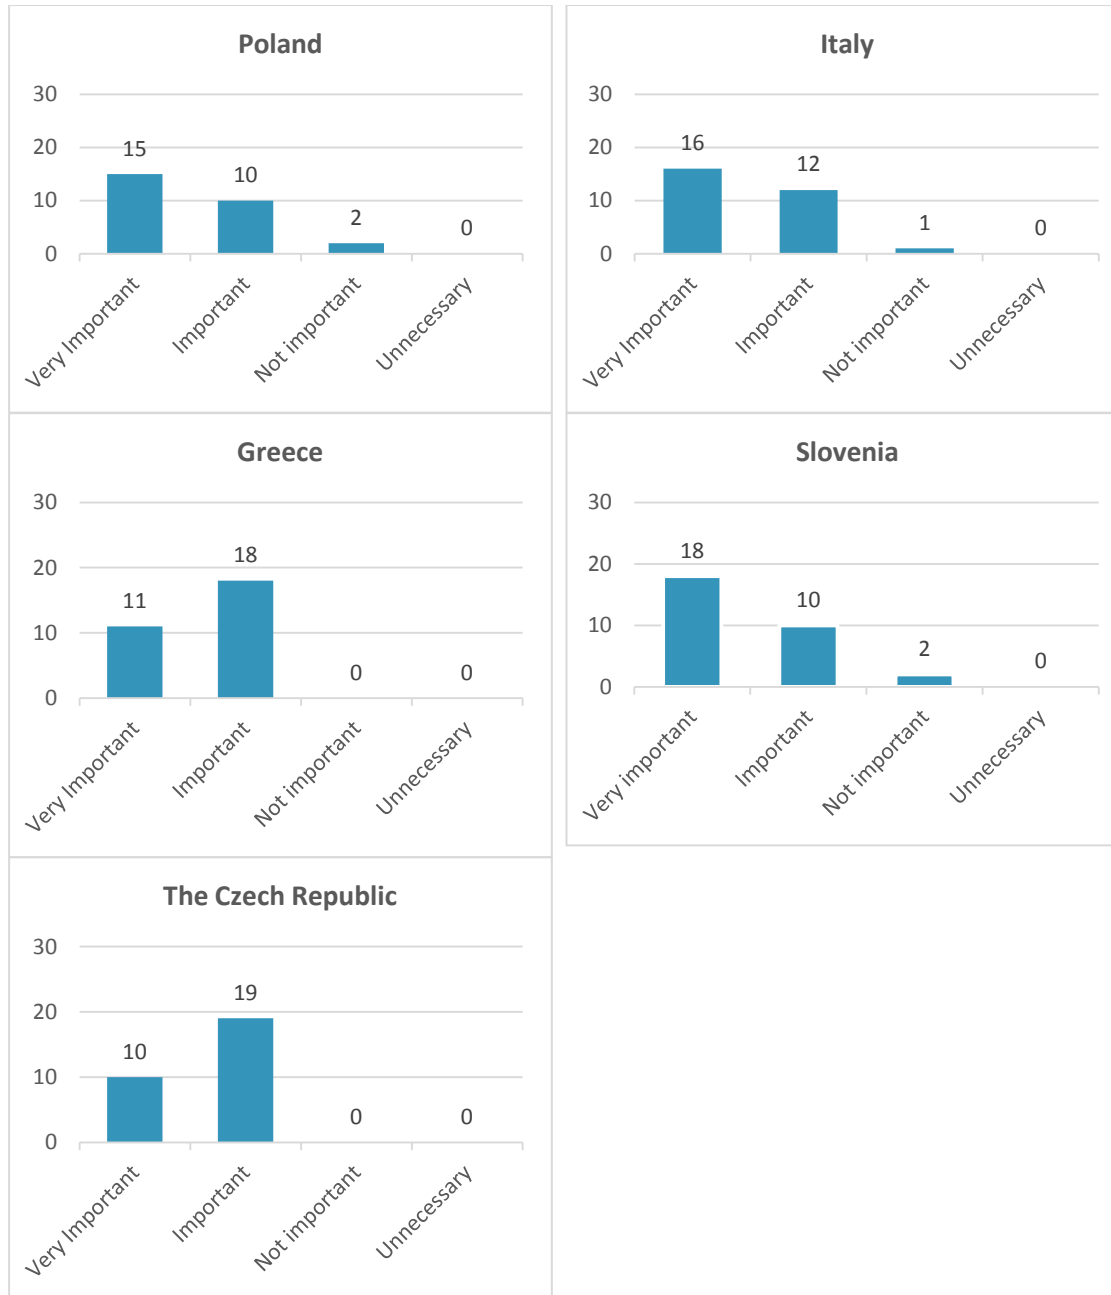 Poland
30
20
10
0
15
10
2
0
Very Important
Important
Not important
Unnecessary
Italy
30
20
10
0
16
12
1
0
Very Important
Important
Not important
Unnecessary
Greece
30
20
10
0
11
18
0
0
Very Important
Important
Not important
Unnecessary
Slovenia
30
20
10
0
18
10
2
0
Very important
Important
Not important
Unnecessary
The Czech Republic
30
20
10
0
10
19
0
0
Very Important
Important
Not important
Unnecessary